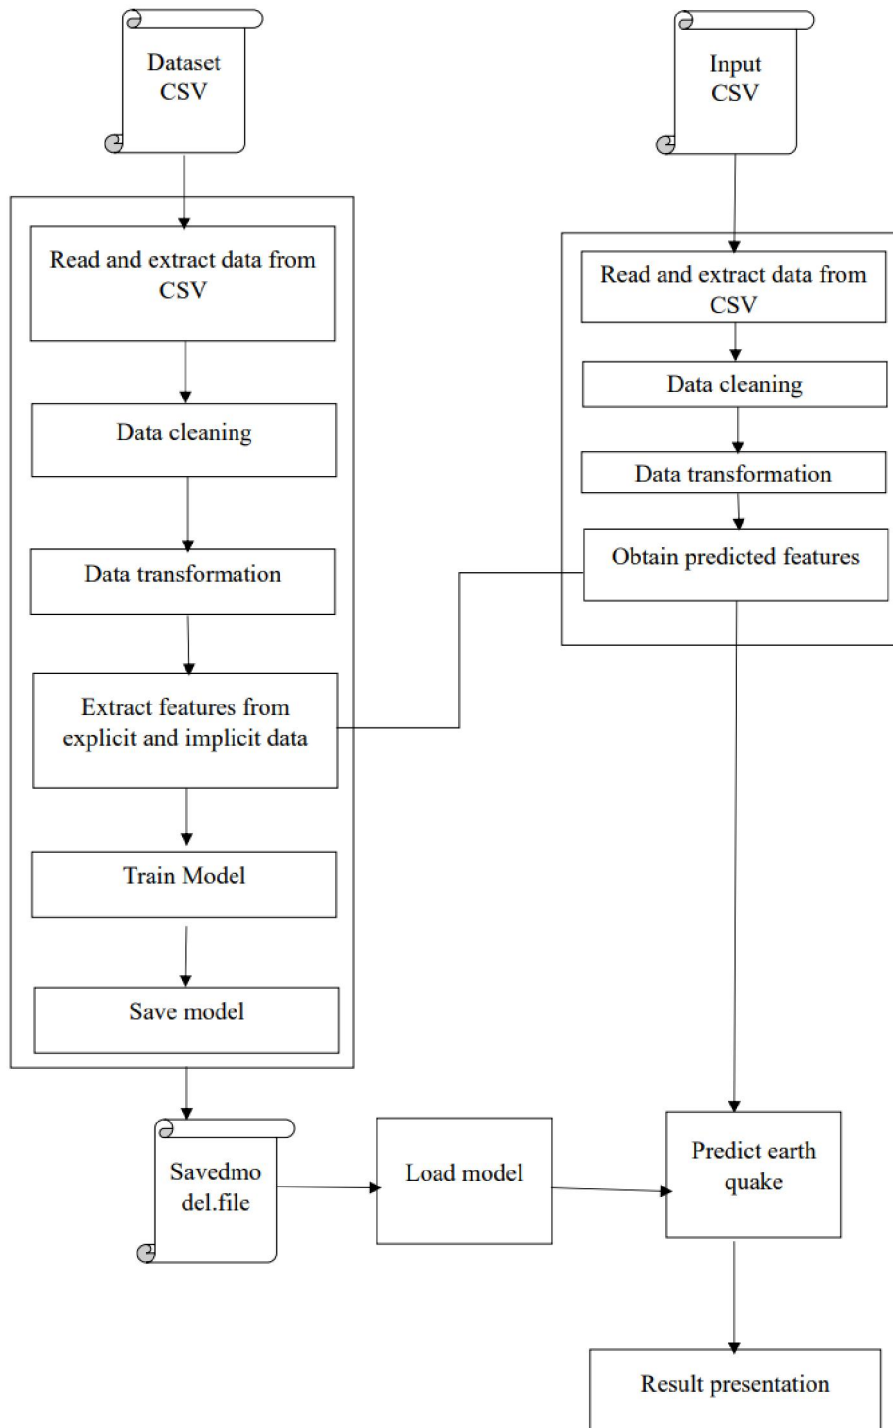 Dataset
CSV
Input
CSV
Read and extract data from
CSV
Data cleaning
Data transformation
Extract features from
explicit and implicit data
Train Model
Save model
Read and extract data from
CSV
Data cleaning
Data transformation
Obtain predicted features
Savedmo
del.file
Load model
Predict earth
quake
Result presentation